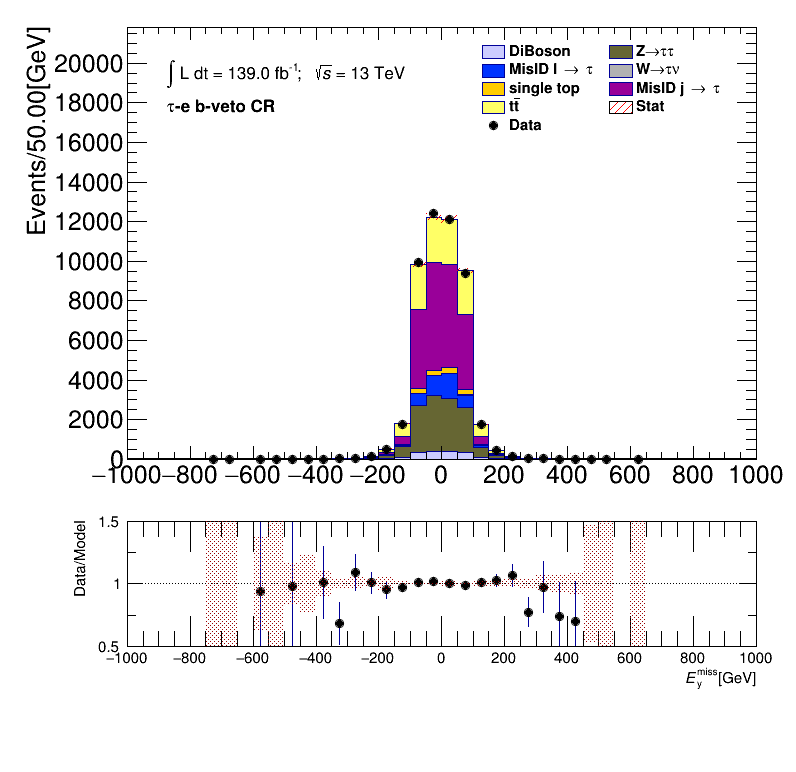 Events/50.00[GeV]
20000
18000
16000
14000
12000
10000
8000
6000
4000
2000
0
∫ L dt = 139.0 fb⁻¹; √s = 13 TeV
τ-e b-veto CR
DiBoson
MisID l → τ
single top
tt̄
Data
Z→ττ
W→τν
MisID j → τ
Stat
−1000 −800 −600 −400 −200 0 200 400 600 800 1000
Data/Model
1.5
1
0.5
−1000 −800 −600 −400 −200 0 200 400 600 800 1000
E_y^miss[GeV]